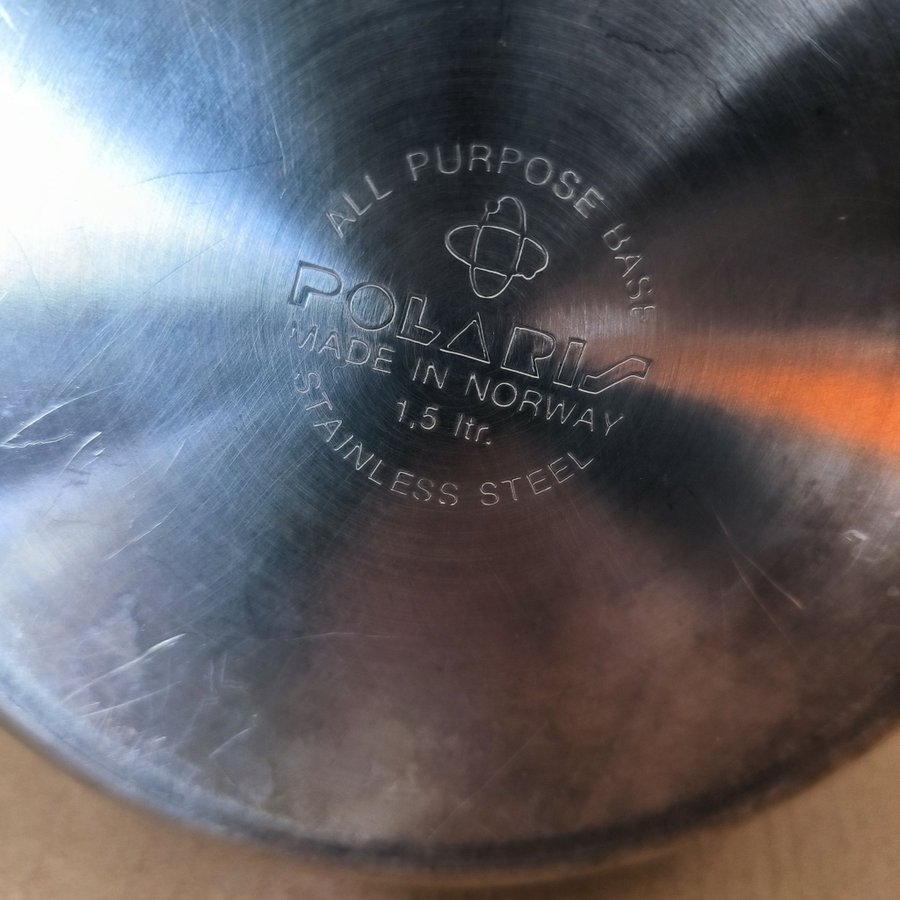 ALL PURPOSE BASE
POLARIS
MADE IN NORWAY
1,5 ltr.
STAINLESS STEEL